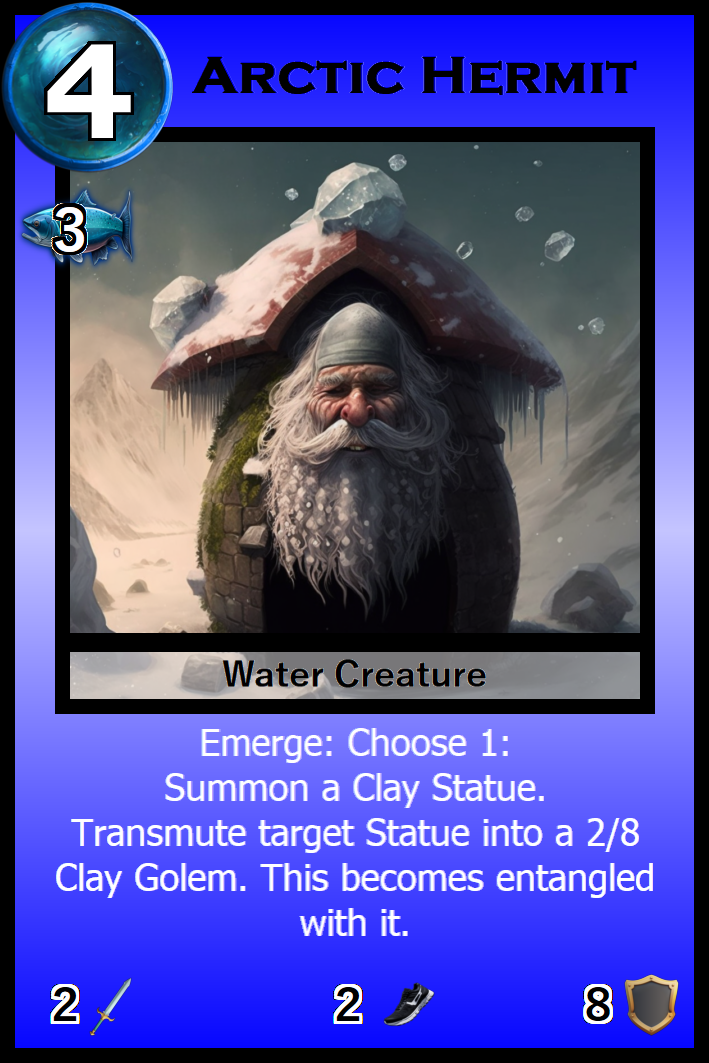 4
Arctic Hermit
3
Water Creature
Emerge: Choose 1:
Summon a Clay Statue.
Transmute target Statue into a 2/8
Clay Golem. This becomes entangled
with it.
2
2
8